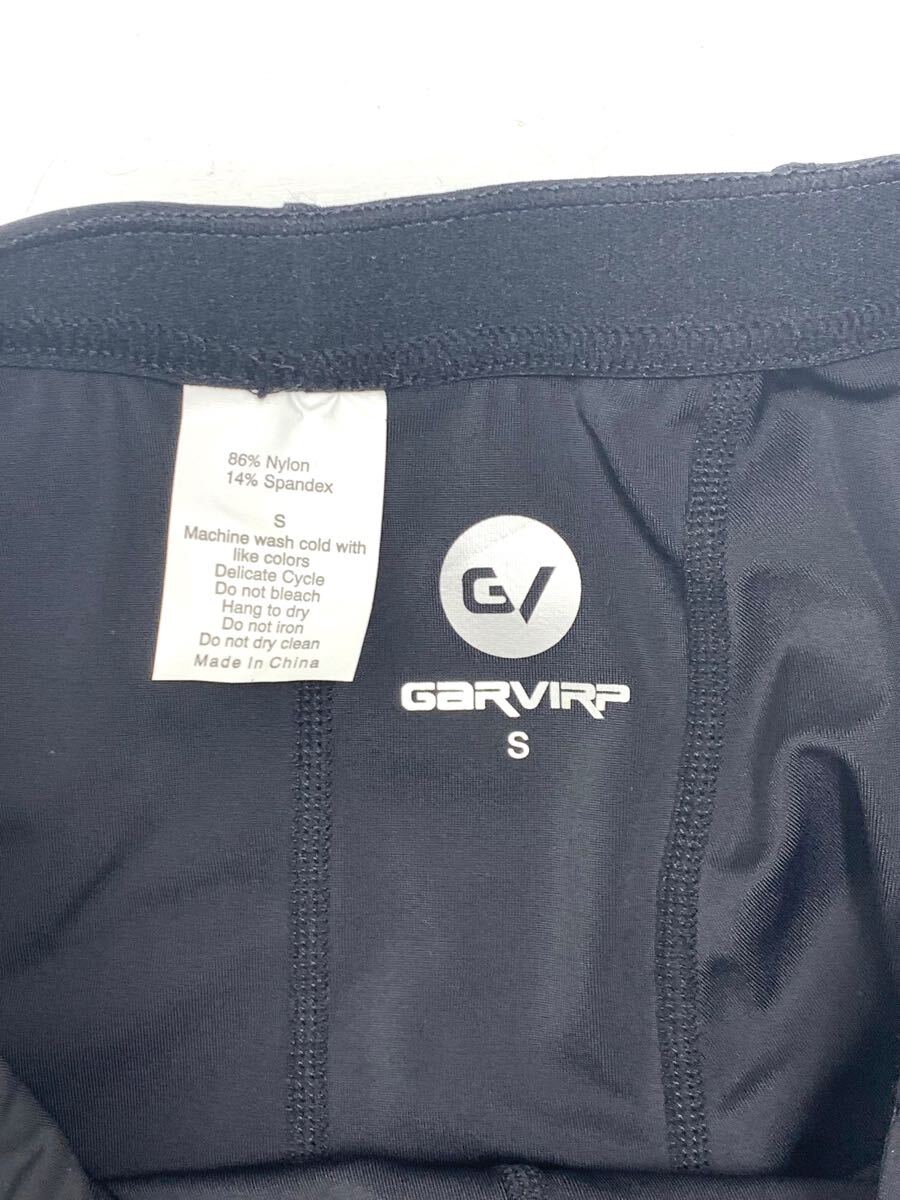 86% Nylon
14% Spandex
S
Machine wash cold with
like colors
Delicate Cycle
Do not bleach
Hang to dry
Do not iron
Do not dry clean
Made In China
GV
GARVIRP
S